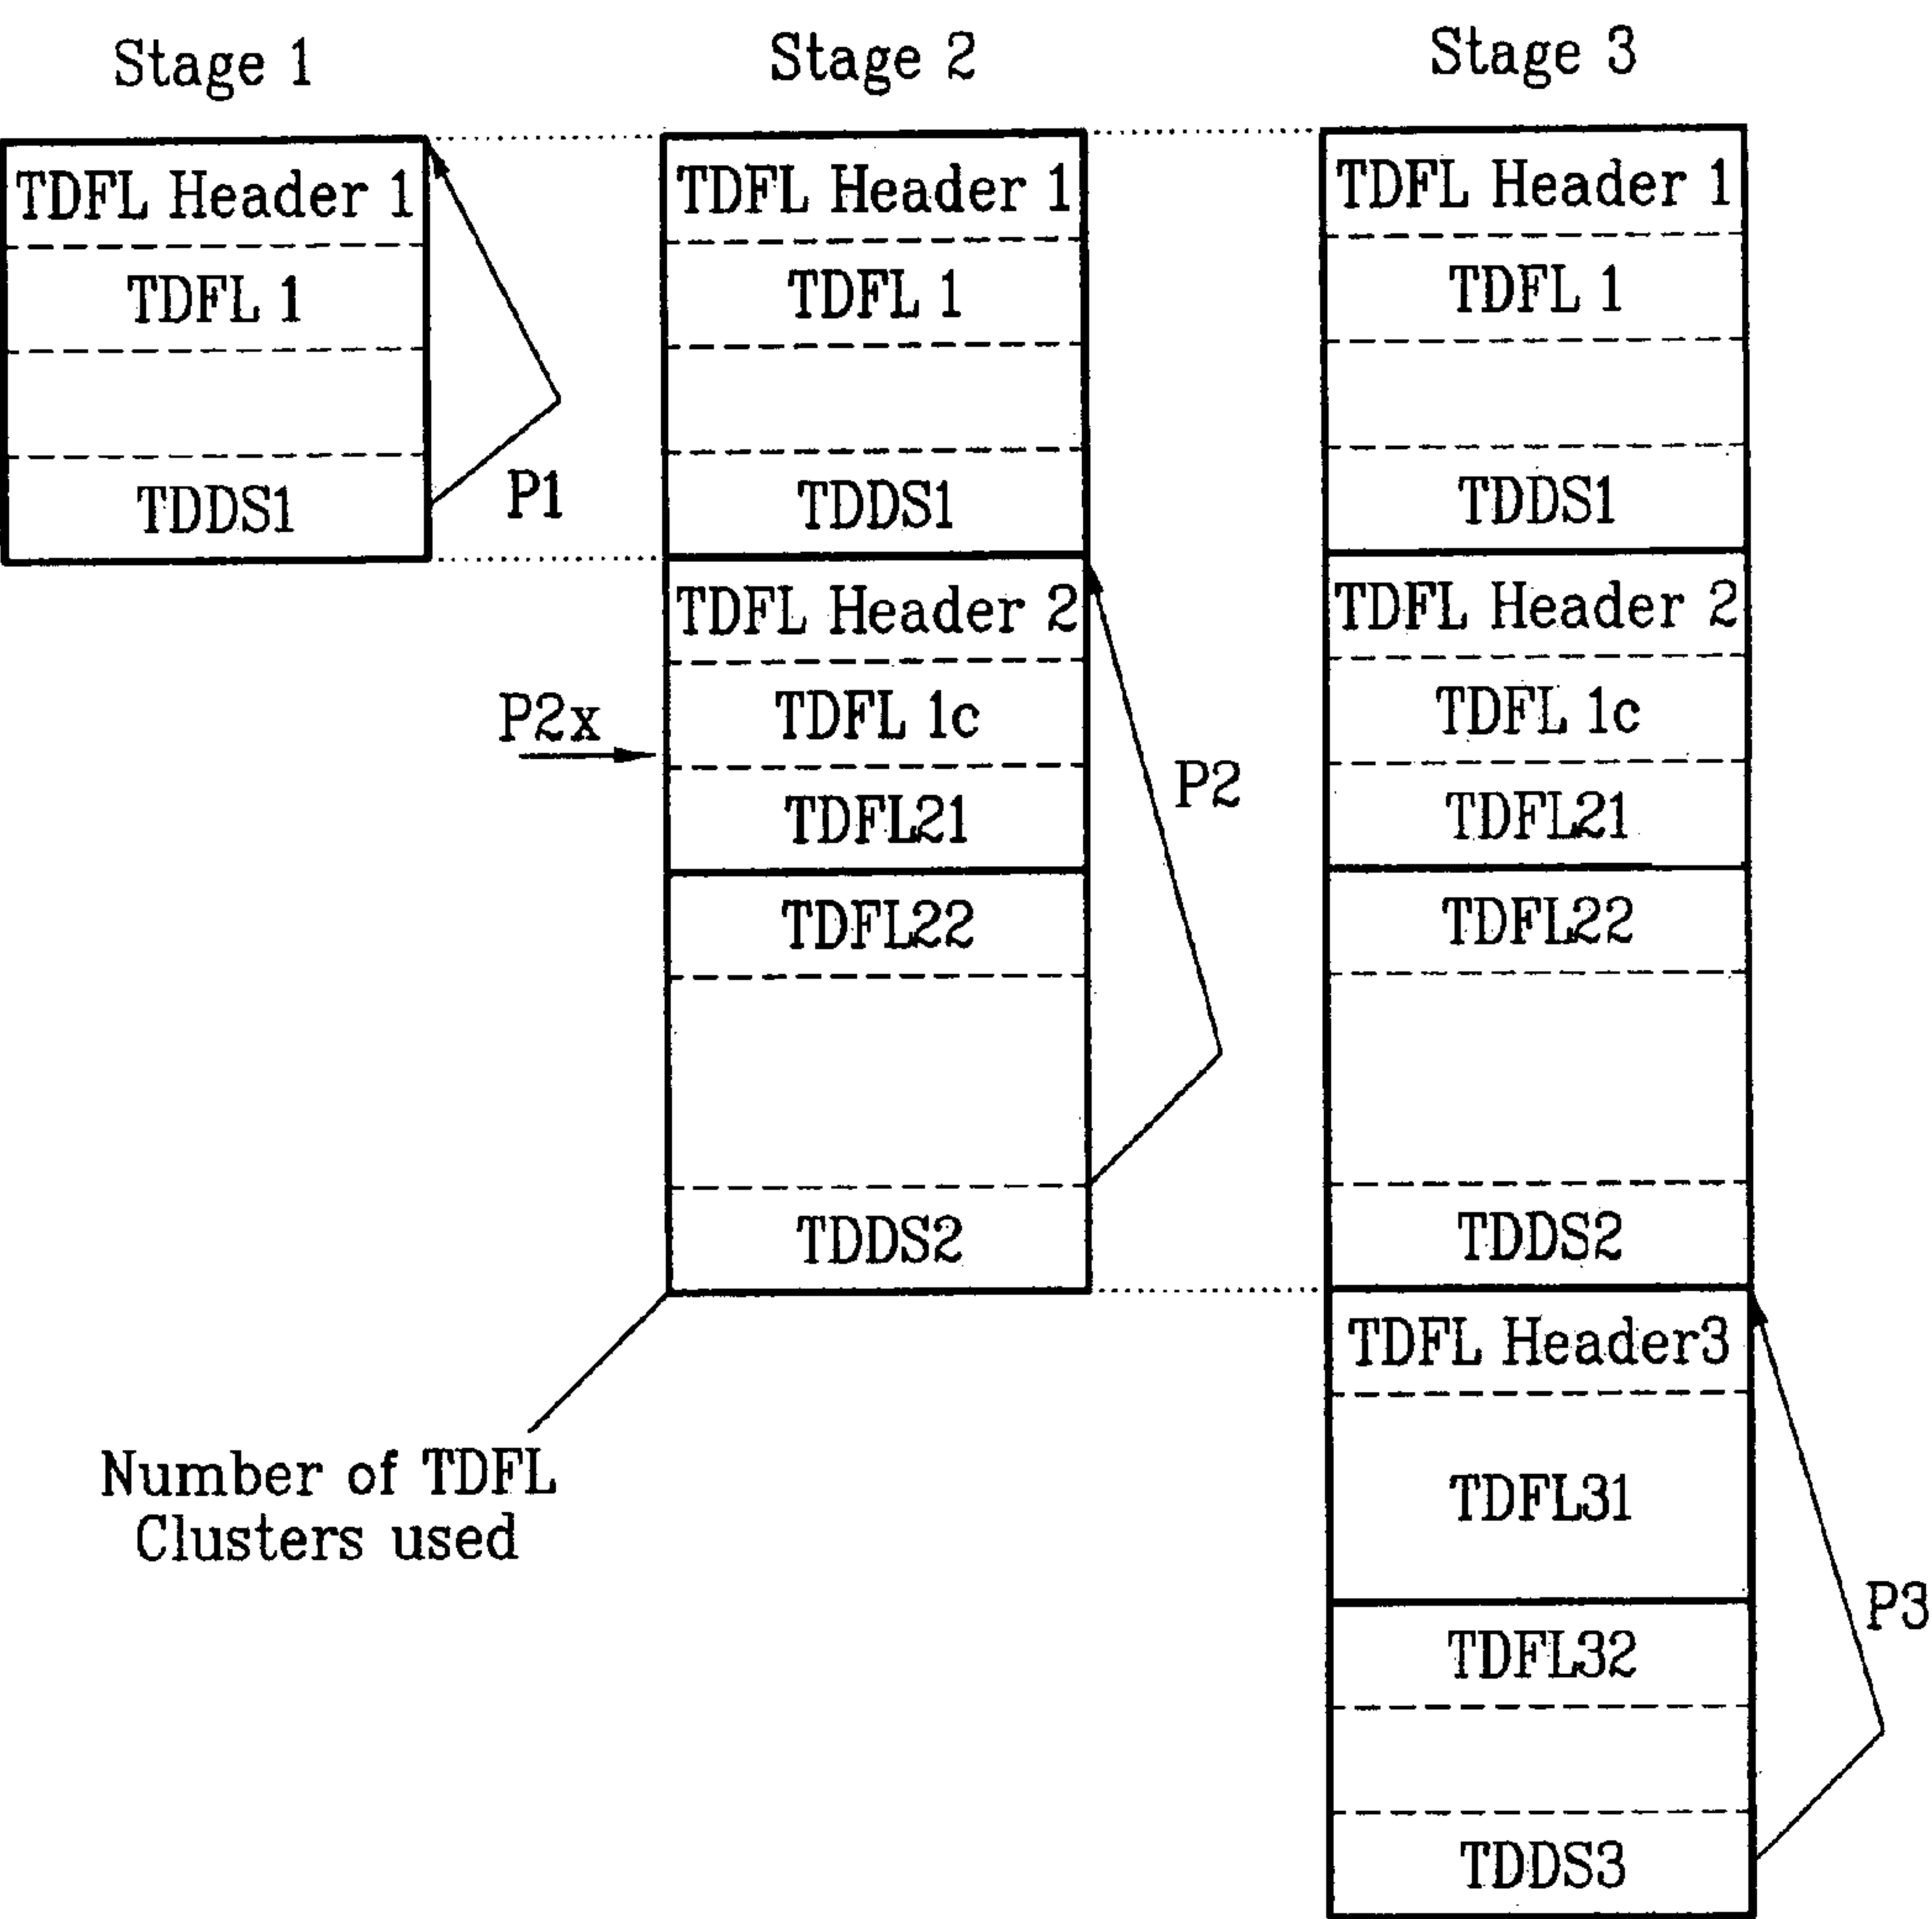 Stage 1
TDFL Header 1
TDFL 1
TDDS1
P1
Stage 2
TDFL Header 1
TDFL 1
TDDS1
TDFL Header 2
P2x
TDFL 1c
TDFL21
TDFL22
TDDS2
P2
Number of TDFL
Clusters used
Stage 3
TDFL Header 1
TDFL 1
TDDS1
TDFL Header 2
TDFL 1c
TDFL21
TDFL22
TDDS2
TDFL Header3
TDFL31
TDFL32
TDDS3
P3